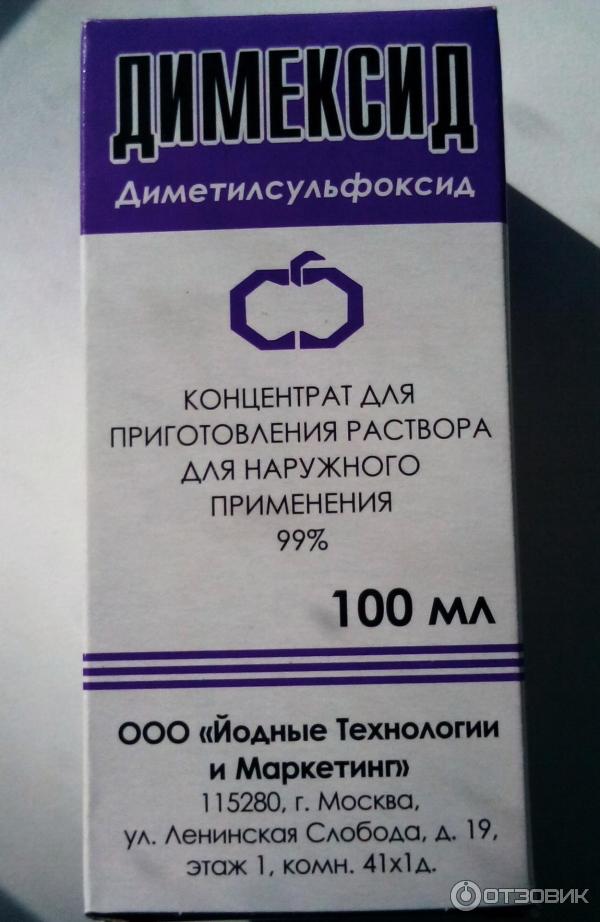 ДИМЕКСИД
Диметилсульфоксид
КОНЦЕНТРАТ ДЛЯ
ПРИГОТОВЛЕНИЯ РАСТВОРА
ДЛЯ НАРУЖНОГО
ПРИМЕНЕНИЯ
99%
100 мл
ООО «Йодные Технологии
и Маркетинг»
115280, г. Москва,
ул. Ленинская Слобода, д. 19,
этаж 1, комн. 41х1д.
ОТЗОВИК